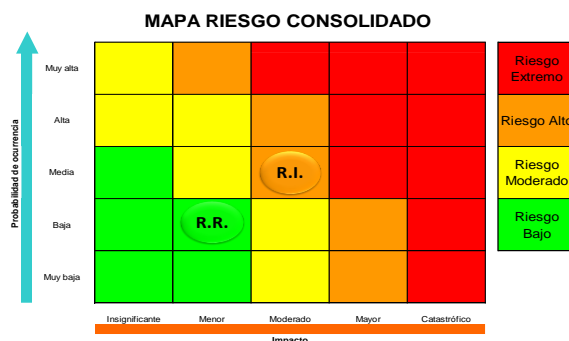 MAPA RIESGO CONSOLIDADO
Probabilidad de ocurrencia
Muy alta
Alta
Media
Baja
Muy baja
R.I.
R.R.
Riesgo
Extremo
Riesgo Alto
Riesgo
Moderado
Riesgo
Bajo
Insignificante
Menor
Moderado
Mayor
Catastrófico
Impacto